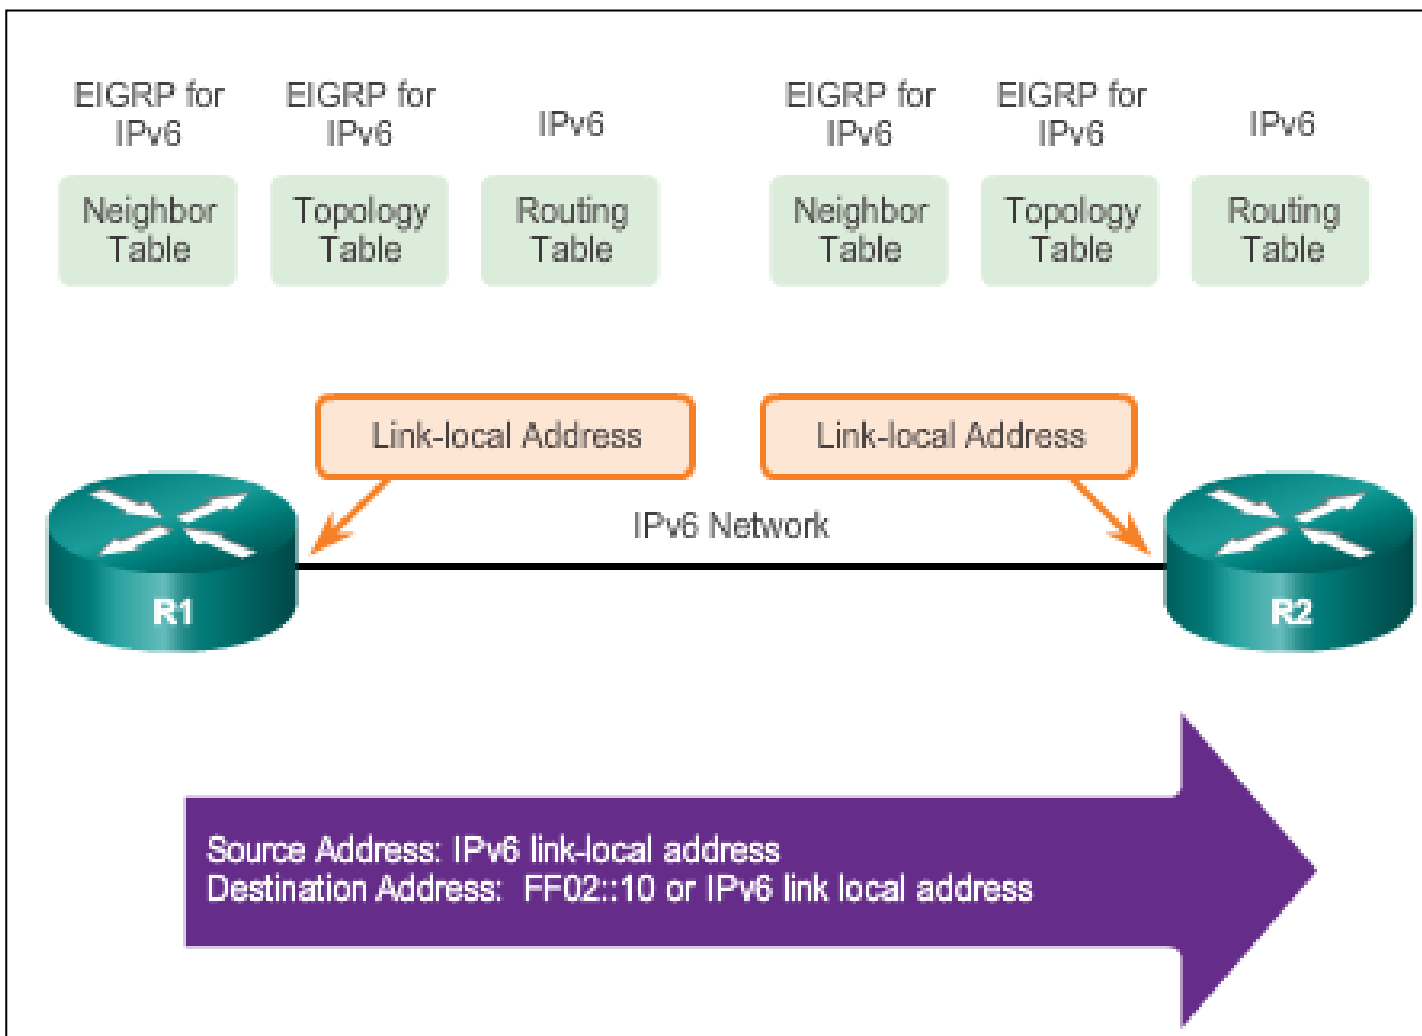 EIGRP for
IPv6
EIGRP for
IPv6
IPv6
EIGRP for
IPv6
EIGRP for
IPv6
IPv6
Neighbor
Table
Topology
Table
Routing
Table
Neighbor
Table
Topology
Table
Routing
Table
Link-local Address
Link-local Address
IPv6 Network
R1
R2
Source Address: IPv6 link-local address
Destination Address:  FF02::10 or IPv6 link local address